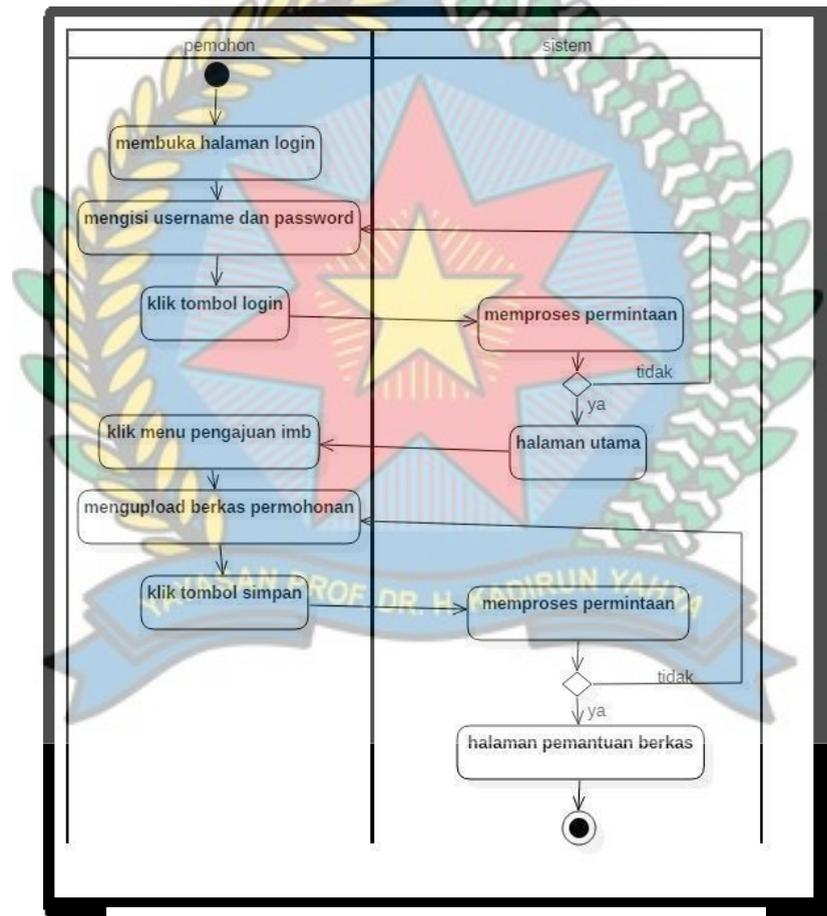 pemohon
sistem
membuka halaman login
mengisi username dan password
klik tombol login
memproses permintaan
tidak
ya
halaman utama
klik menu pengajuan imb
mengupload berkas permohonan
klik tombol simpan
memproses permintaan
tidak
ya
halaman pemantuan berkas
YAYASAN PROF. DR. H. KADIRUN YAHYA